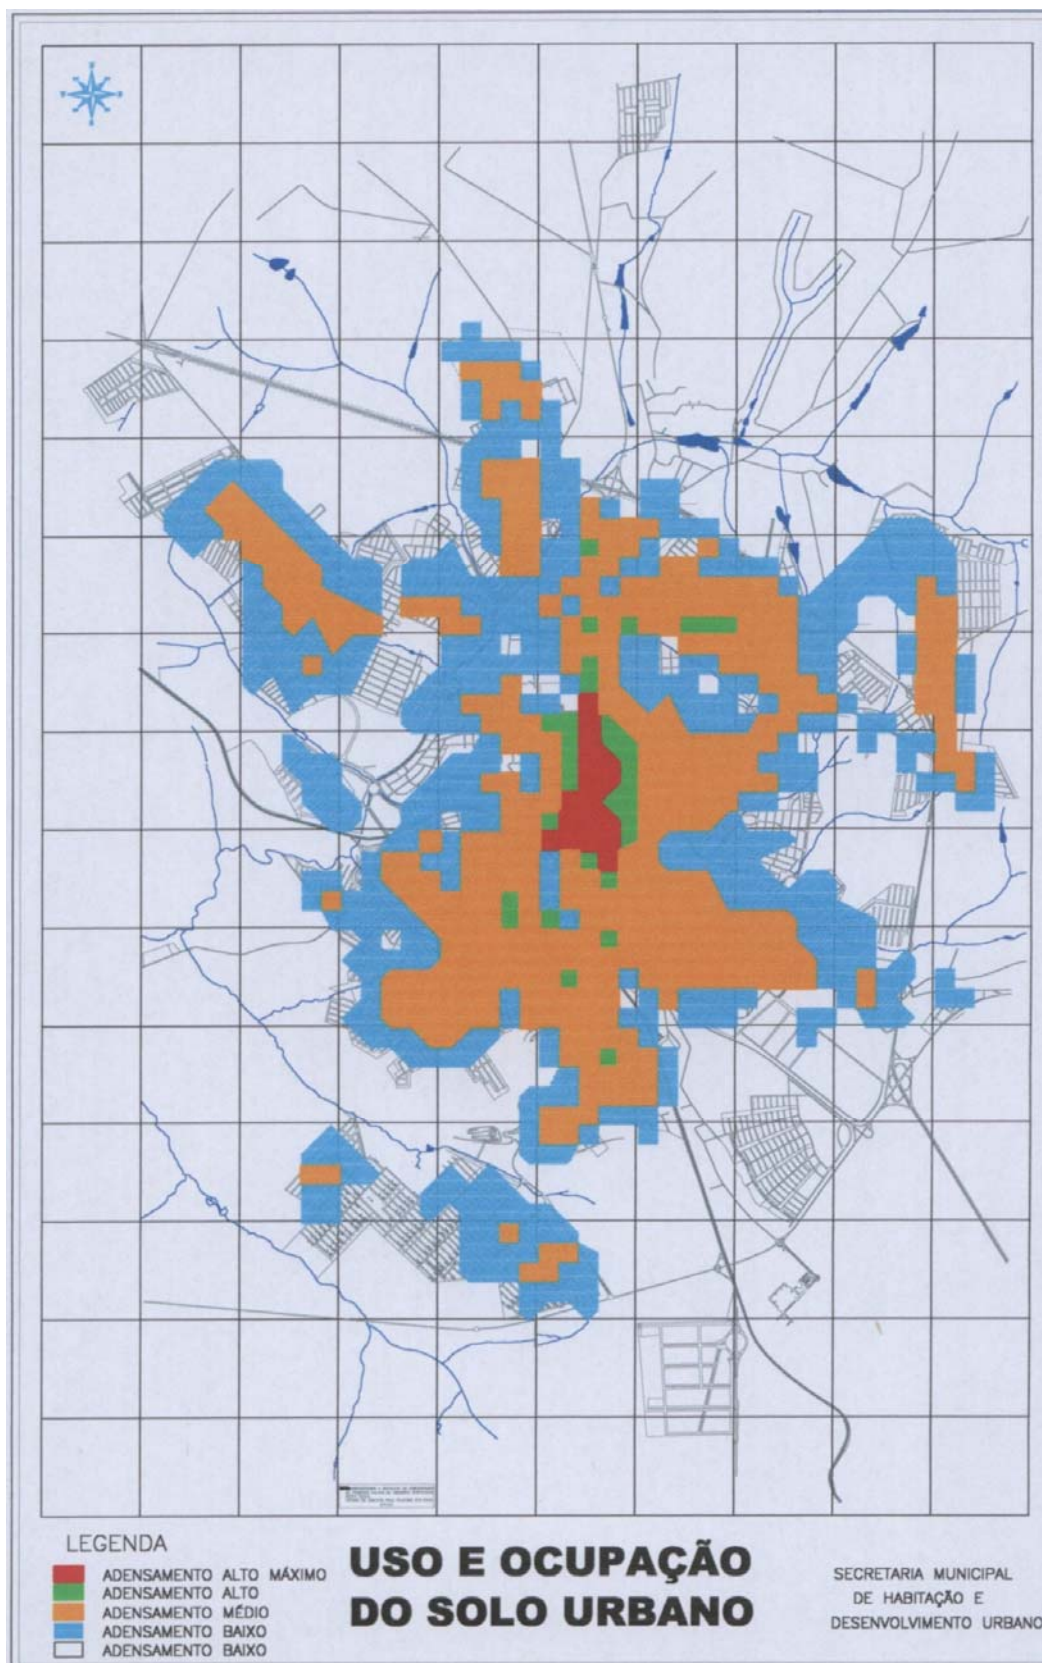 LEGENDA
ADENSAMENTO ALTO MÁXIMO
ADENSAMENTO ALTO
ADENSAMENTO MÉDIO
ADENSAMENTO BAIXO
ADENSAMENTO BAIXO
USO E OCUPAÇÃO
DO SOLO URBANO
SECRETARIA MUNICIPAL
DE HABITAÇÃO E
DESENVOLVIMENTO URBANO